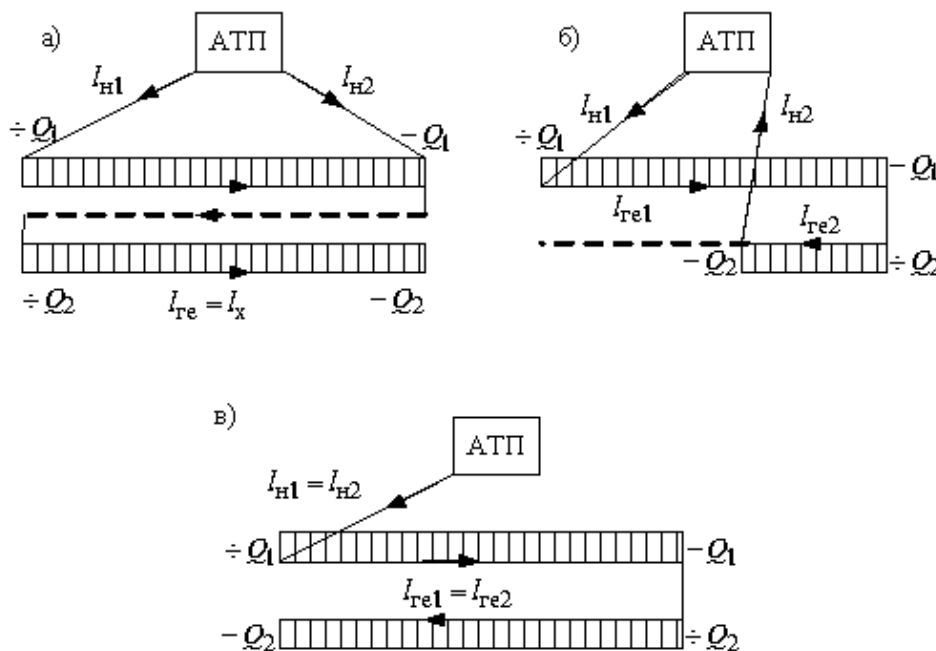 а)
АТП
Iн1
Iн2
÷Q1
−Q1
÷Q2
Iге = Iх
−Q2
б)
АТП
Iн1
Iн2
÷Q1
−Q1
Iге1
Iге2
−Q2
÷Q2
в)
АТП
Iн1 = Iн2
÷Q1
−Q1
Iге1 = Iге2
−Q2
÷Q2